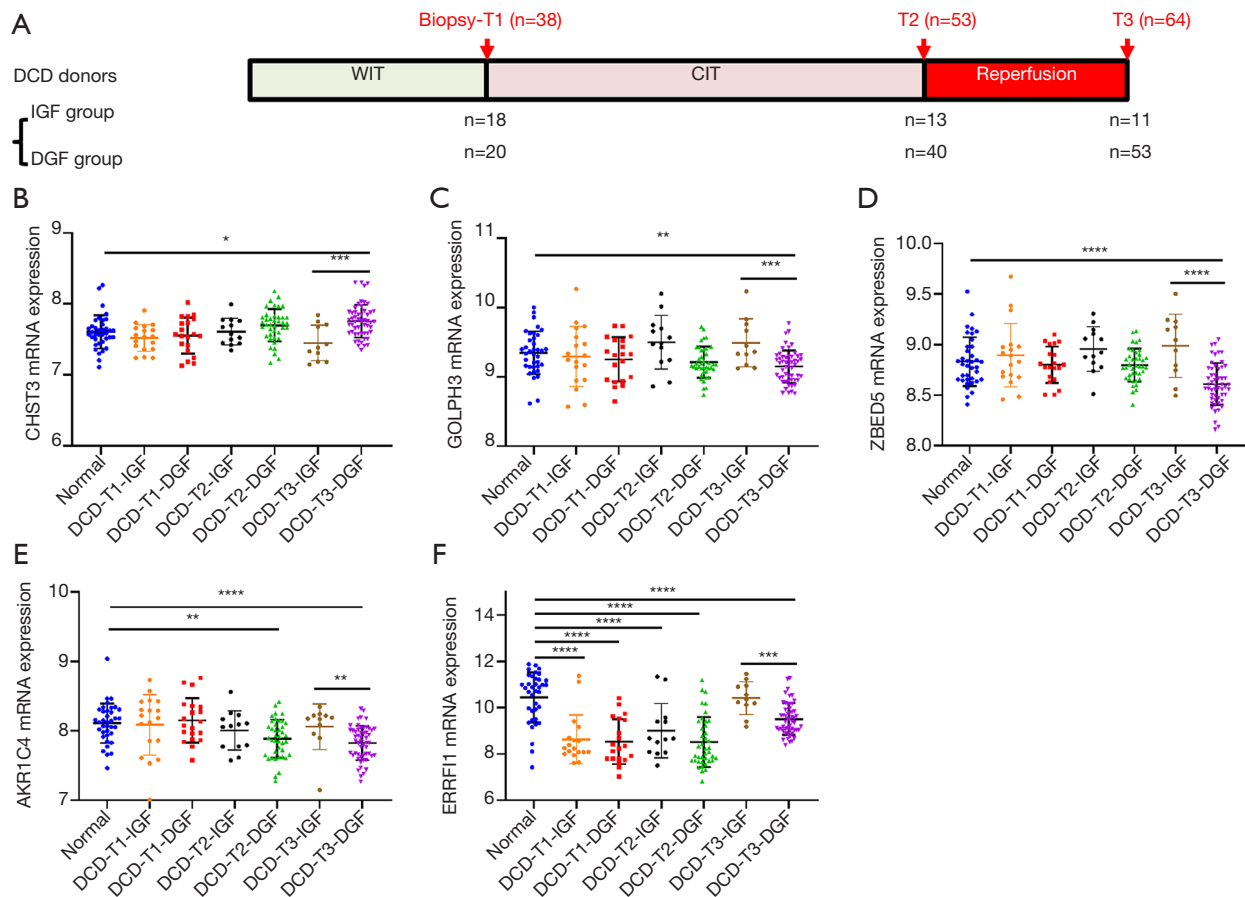 A
Biopsy-T1 (n=38) T2 (n=53) T3 (n=64)
DCD donors WIT CIT Reperfusion
IGF group n=18 n=13 n=11
DGF group n=20 n=40 n=53
B
CHST3 mRNA expression
9
8
7
6
* ***
Normal
DCD-T1-IGF
DCD-T1-DGF
DCD-T2-IGF
DCD-T2-DGF
DCD-T3-IGF
DCD-T3-DGF
C
GOLPH3 mRNA expression
11
10
9
8
** ***
Normal
DCD-T1-IGF
DCD-T1-DGF
DCD-T2-IGF
DCD-T2-DGF
DCD-T3-IGF
DCD-T3-DGF
D
ZBED5 mRNA expression
10.0
9.5
9.0
8.5
8.0
**** ****
Normal
DCD-T1-IGF
DCD-T1-DGF
DCD-T2-IGF
DCD-T2-DGF
DCD-T3-IGF
DCD-T3-DGF
E
AKR1C4 mRNA expression
10
9
8
7
****
**
**
Normal
DCD-T1-IGF
DCD-T1-DGF
DCD-T2-IGF
DCD-T2-DGF
DCD-T3-IGF
DCD-T3-DGF
F
ERRFI1 mRNA expression
14
12
10
8
6
****
****
****
****
****
***
Normal
DCD-T1-IGF
DCD-T1-DGF
DCD-T2-IGF
DCD-T2-DGF
DCD-T3-IGF
DCD-T3-DGF